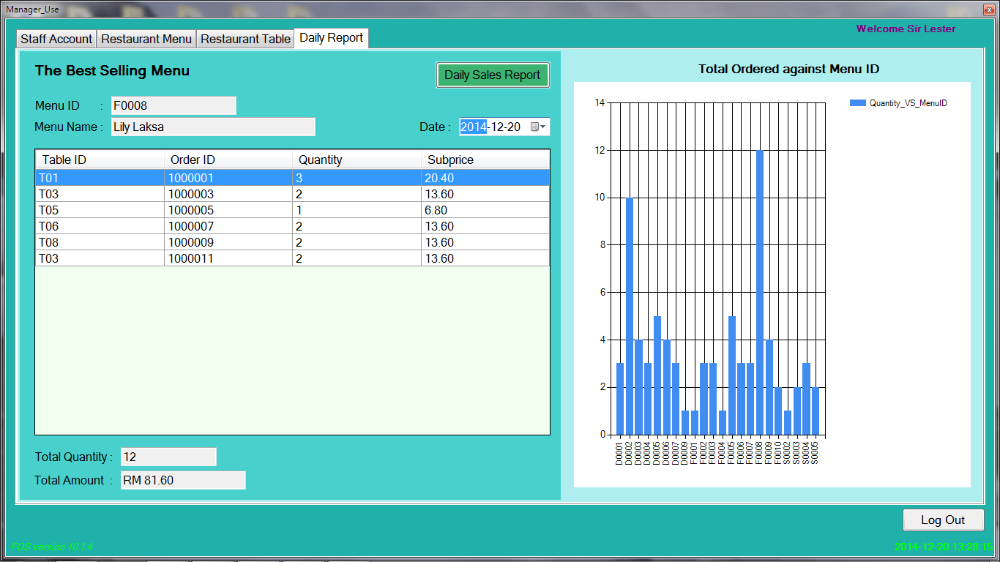 Manager_Use
Welcome Sir Lester
Staff Account Restaurant Menu Restaurant Table Daily Report
The Best Selling Menu
Daily Sales Report
Menu ID : F0008
Menu Name : Lily Laksa
Date : 2014-12-20
Table ID Order ID Quantity Subprice
T01 1000001 3 20.40
T03 1000003 2 13.60
T05 1000005 1 6.80
T06 1000007 2 13.60
T08 1000009 2 13.60
T03 1000011 2 13.60
Total Quantity : 12
Total Amount : RM 81.60
Total Ordered against Menu ID
Quantity_VS_MenuID
14
12
10
8
6
4
2
0
D0001 D0002 D0003 D0004 D0005 D0006 D0007 D0009 F0001 F0002 F0003 F0004 F0005 F0006 F0007 F0008 F0009 F0010 S0002 S0003 S0004 S0005
Log Out
FOS version 10.1.4
2014-12-20 13:26:15